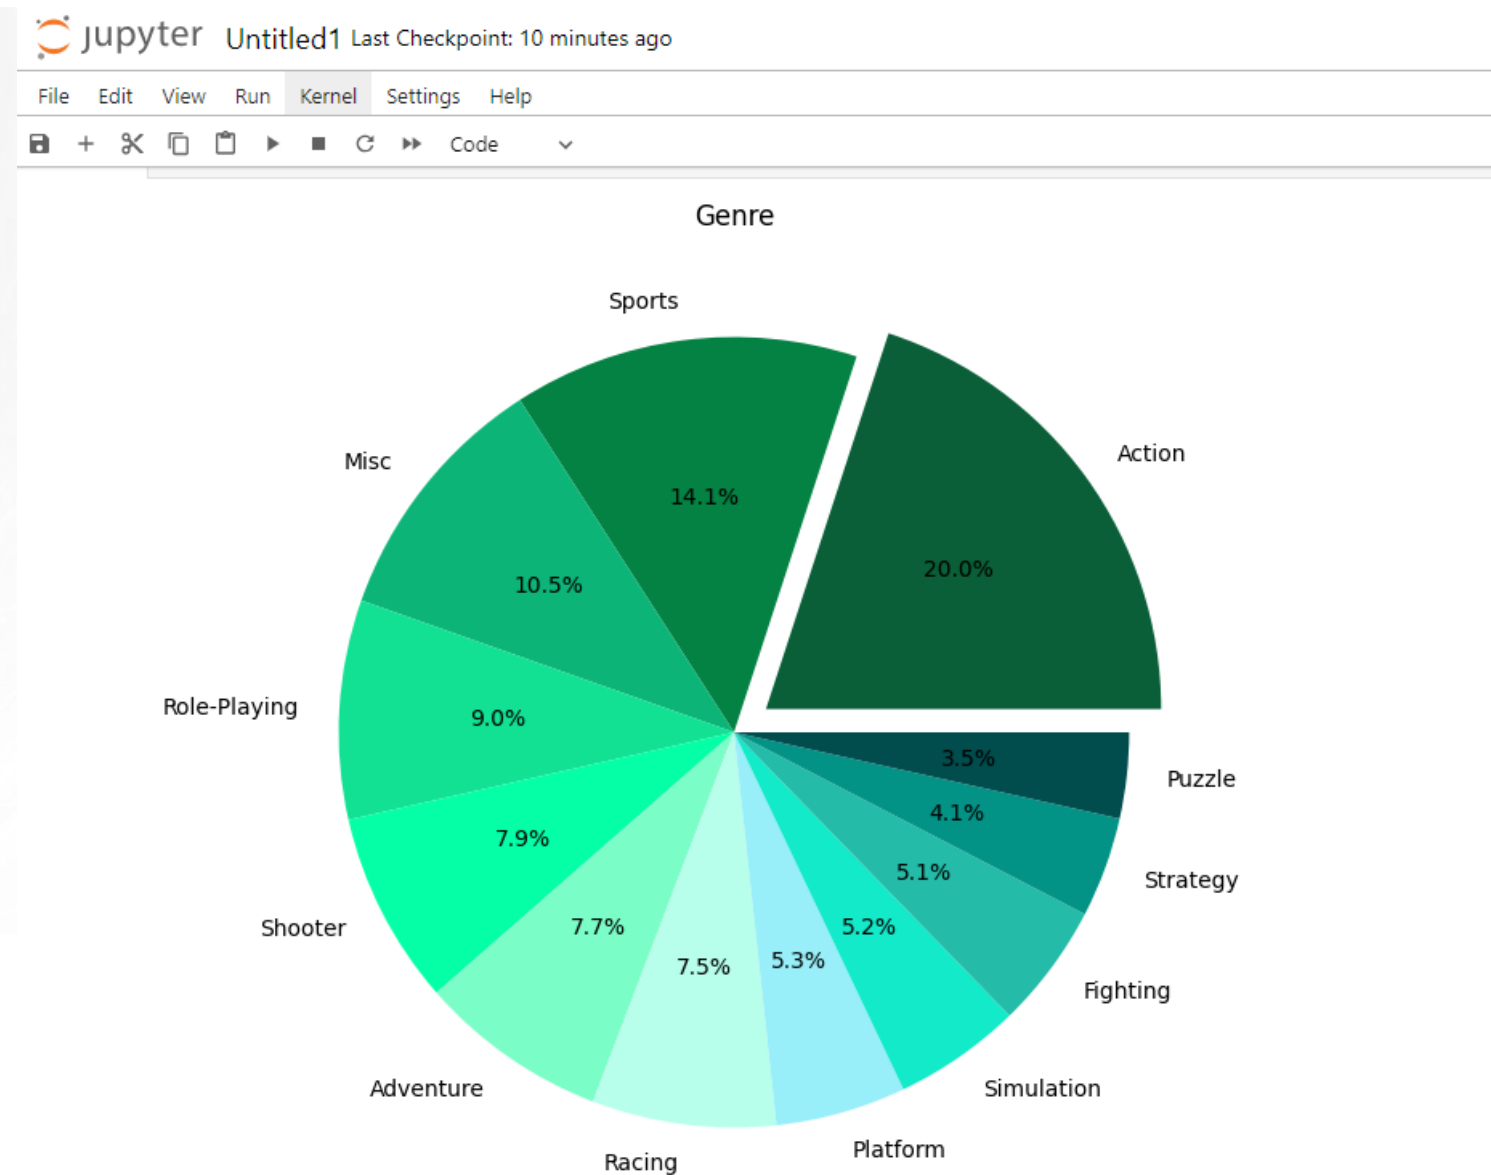 jupyter Untitled1 Last Checkpoint: 10 minutes ago
File Edit View Run Kernel Settings Help
Code
Genre
Sports
Action
Misc
14.1%
20.0%
10.5%
Role-Playing
9.0%
3.5%
Puzzle
4.1%
7.9%
5.1%
Strategy
Shooter
7.7%
5.2%
7.5%
5.3%
Fighting
Adventure
Simulation
Platform
Racing